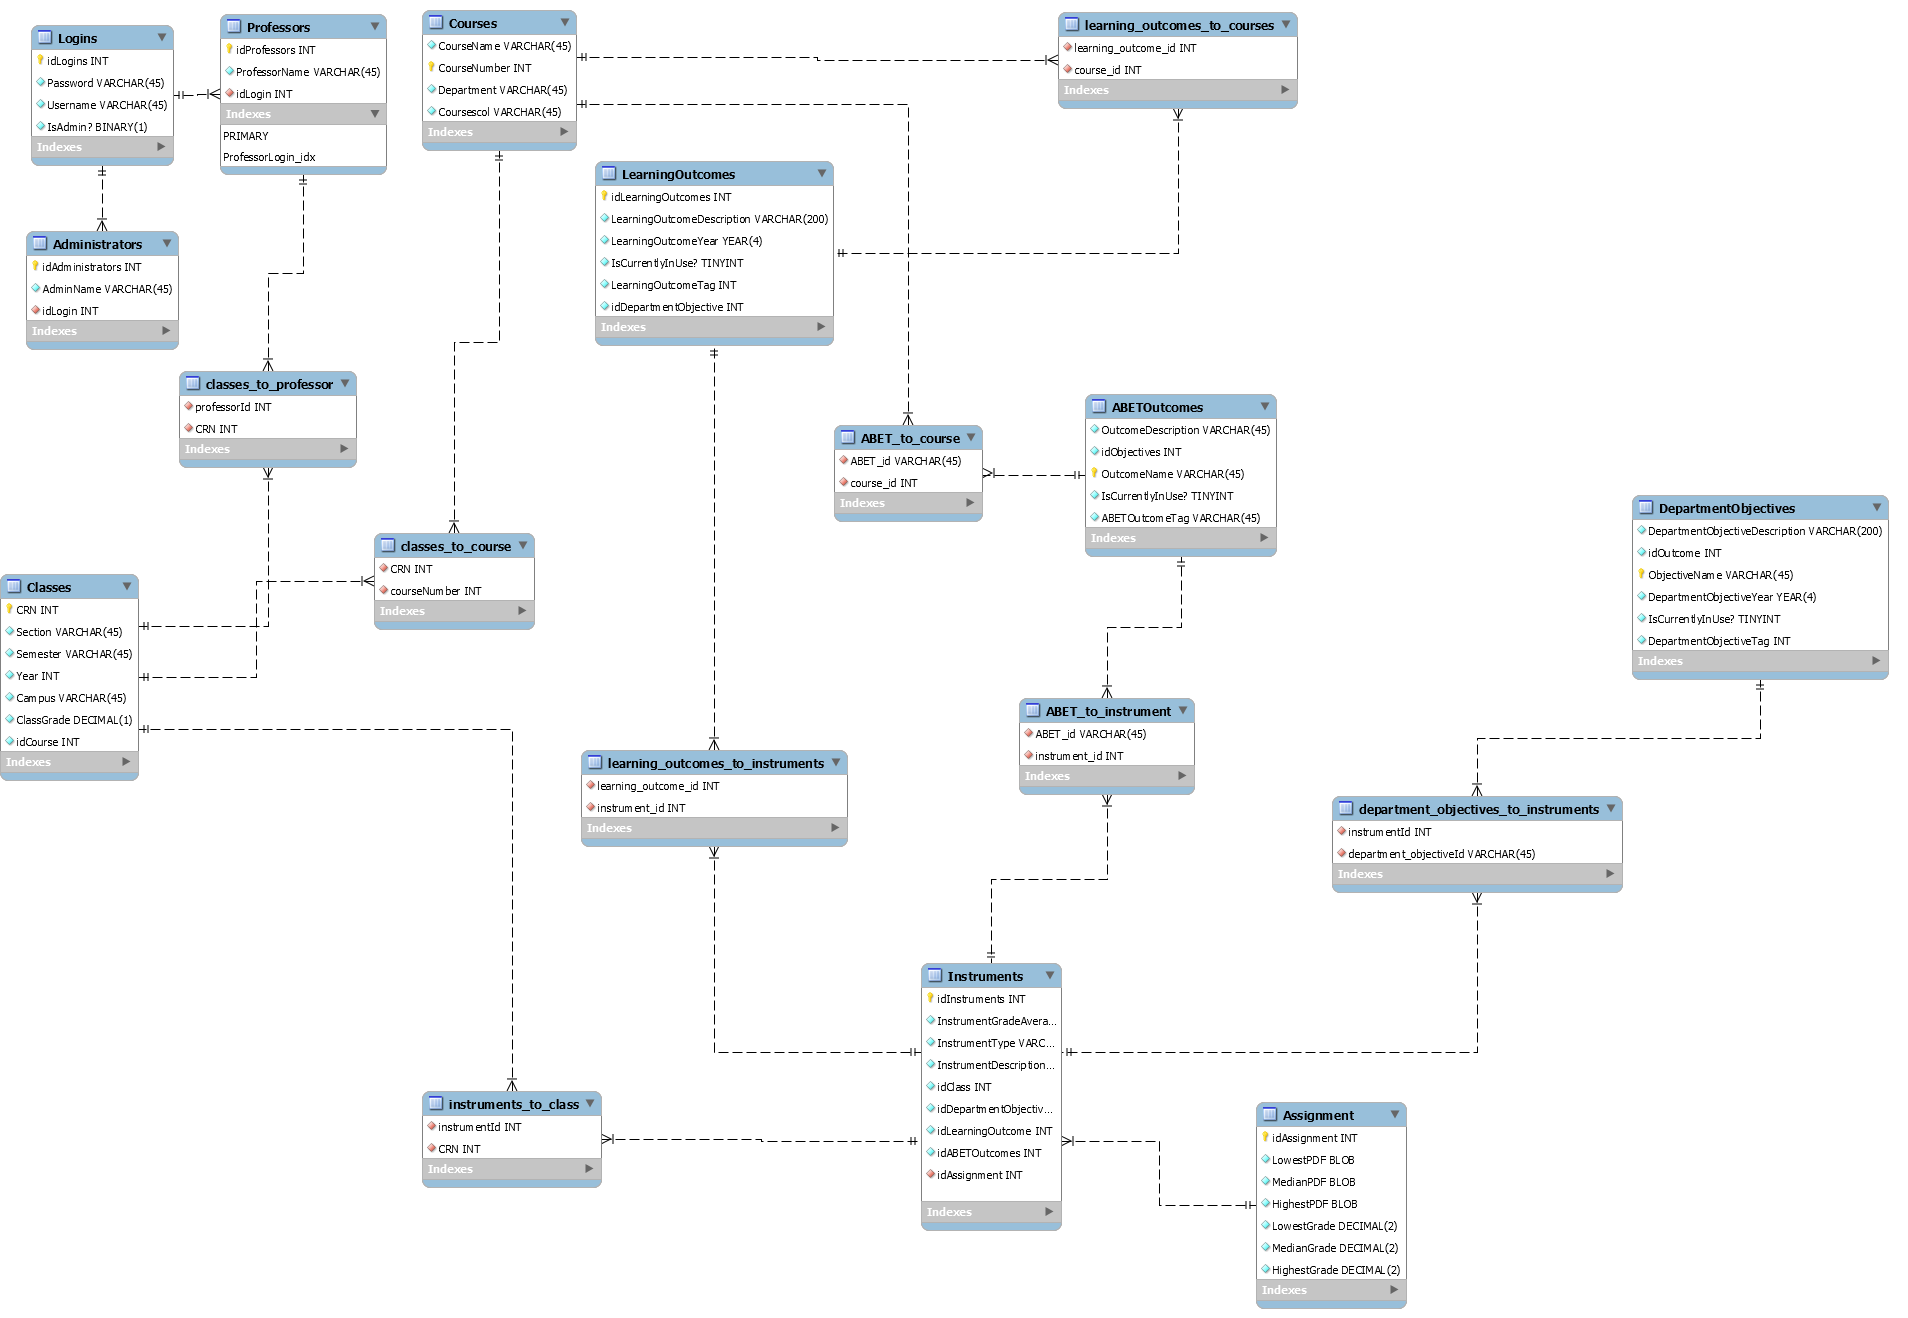 Logins
idLogins INT
Password VARCHAR(45)
Username VARCHAR(45)
IsAdmin? BINARY(1)
Indexes
Professors
idProfessors INT
ProfessorName VARCHAR(45)
idLogin INT
Indexes
PRIMARY
ProfessorLogin_idx
Courses
CourseName VARCHAR(45)
CourseNumber INT
Department VARCHAR(45)
Coursescol VARCHAR(45)
Indexes
learning_outcomes_to_courses
learning_outcome_id INT
course_id INT
Indexes
LearningOutcomes
idLearningOutcomes INT
LearningOutcomeDescription VARCHAR(200)
LearningOutcomeYear YEAR(4)
IsCurrentlyInUse? TINYINT
LearningOutcomeTag INT
idDepartmentObjective INT
Indexes
Administrators
idAdministrators INT
AdminName VARCHAR(45)
idLogin INT
Indexes
classes_to_professor
professorId INT
CRN INT
Indexes
ABET_to_course
ABET_id VARCHAR(45)
course_id INT
Indexes
ABETOutcomes
OutcomeDescription VARCHAR(45)
idObjectives INT
OutcomeName VARCHAR(45)
IsCurrentlyInUse? TINYINT
ABETOutcomeTag VARCHAR(45)
Indexes
DepartmentObjectives
DepartmentObjectiveDescription VARCHAR(200)
idOutcome INT
ObjectiveName VARCHAR(45)
DepartmentObjectiveYear YEAR(4)
IsCurrentlyInUse? TINYINT
DepartmentObjectiveTag INT
Indexes
classes_to_course
CRN INT
courseNumber INT
Indexes
Classes
CRN INT
Section VARCHAR(45)
Semester VARCHAR(45)
Year INT
Campus VARCHAR(45)
ClassGrade DECIMAL(1)
idCourse INT
Indexes
ABET_to_instrument
ABET_id VARCHAR(45)
instrument_id INT
Indexes
learning_outcomes_to_instruments
learning_outcome_id INT
instrument_id INT
Indexes
department_objectives_to_instruments
instrumentId INT
department_objectiveId VARCHAR(45)
Indexes
Instruments
idInstruments INT
InstrumentGradeAvera...
InstrumentType VARC...
InstrumentDescription...
idClass INT
idDepartmentObjectiv...
idLearningOutcome INT
idABETOutcomes INT
idAssignment INT
Indexes
instruments_to_class
instrumentId INT
CRN INT
Indexes
Assignment
idAssignment INT
LowestPDF BLOB
MedianPDF BLOB
HighestPDF BLOB
LowestGrade DECIMAL(2)
MedianGrade DECIMAL(2)
HighestGrade DECIMAL(2)
Indexes